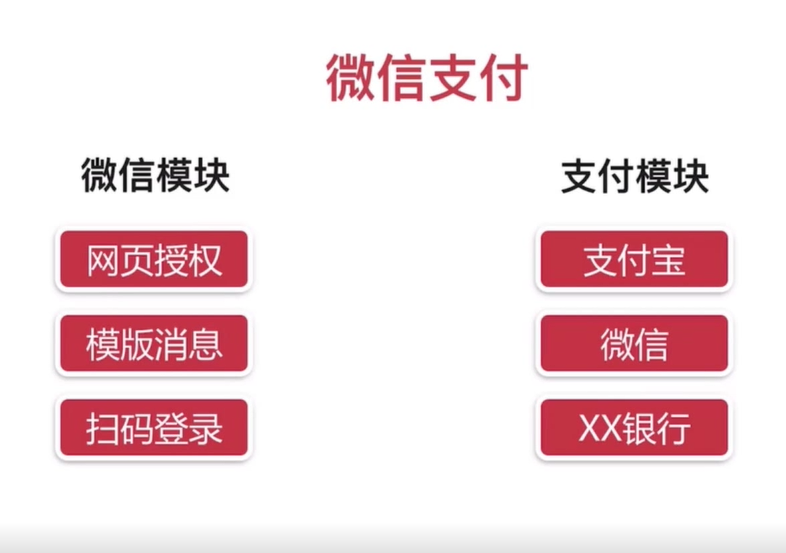 微信支付
微信模块
网页授权
模版消息
扫码登录
支付模块
支付宝
微信
XX银行